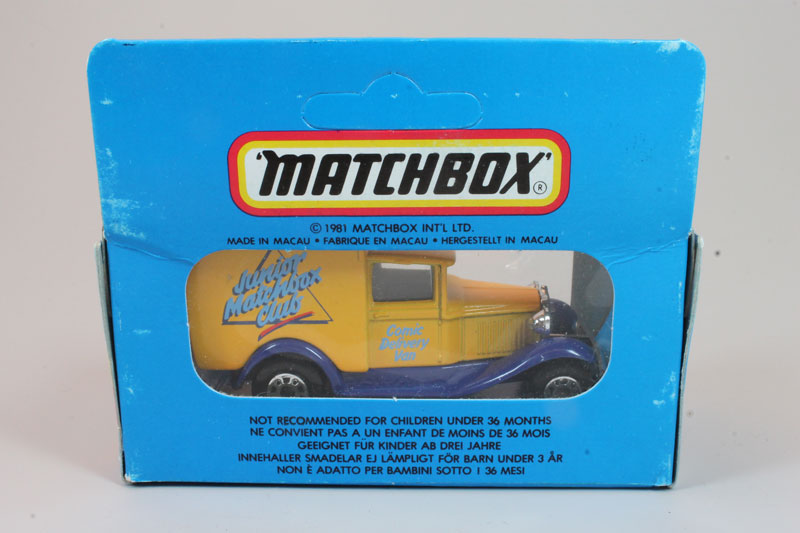 'MATCHBOX'®
© 1981 MATCHBOX INT'L LTD.
MADE IN MACAU • FABRIQUE EN MACAU • HERGESTELLT IN MACAU
Junior
Matchbox
Club
Comic
Delivery
Van
NOT RECOMMENDED FOR CHILDREN UNDER 36 MONTHS
NE CONVIENT PAS A UN ENFANT DE MOINS DE 36 MOIS
GEEIGNET FÜR KINDER AB DREI JAHRE
INNEHALLER SMADELAR EJ LÄMPLIGT FÖR BARN UNDER 3 ÅR
NON È ADATTO PER BAMBINI SOTTO I 36 MESI